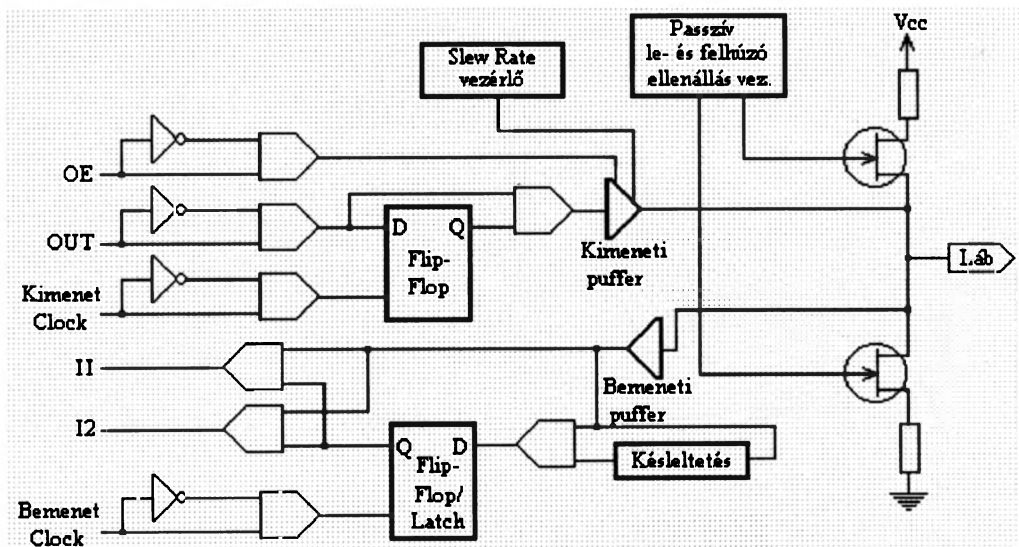 Vcc
Passzív
le- és felhúzó
ellenállás vez.
Slew Rate
vezérlő
OE
OUT
D
Q
Flip-
Flop
Kimeneti
puffer
Láb
Kimenet
Clock
I1
I2
Bemeneti
puffer
Q
D
Flip-
Flop/
Latch
Késleltetés
Bemenet
Clock